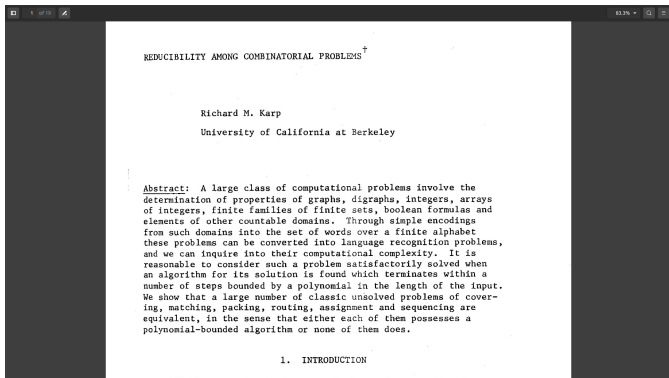 1 of 19
83.3%
REDUCIBILITY AMONG COMBINATORIAL PROBLEMS†
Richard M. Karp
University of California at Berkeley
Abstract: A large class of computational problems involve the
determination of properties of graphs, digraphs, integers, arrays
of integers, finite families of finite sets, boolean formulas and
elements of other countable domains. Through simple encodings
from such domains into the set of words over a finite alphabet
these problems can be converted into language recognition problems,
and we can inquire into their computational complexity. It is
reasonable to consider such a problem satisfactorily solved when
an algorithm for its solution is found which terminates within a
number of steps bounded by a polynomial in the length of the input.
We show that a large number of classic unsolved problems of cover-
ing, matching, packing, routing, assignment and sequencing are
equivalent, in the sense that either each of them possesses a
polynomial-bounded algorithm or none of them does.
1. INTRODUCTION